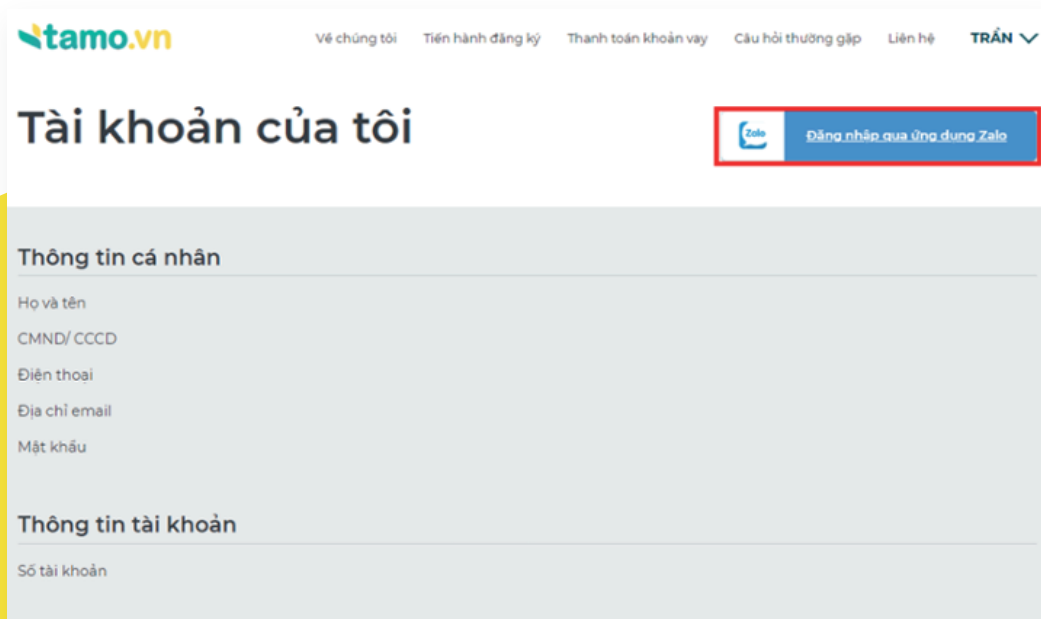 tamo.vn
Về chúng tôi Tiến hành đăng ký Thanh toán khoản vay Câu hỏi thường gặp Liên hệ TRẦN
Tài khoản của tôi
Zalo Đăng nhập qua ứng dụng Zalo
Thông tin cá nhân
Họ và tên
CMND/ CCCD
Điện thoại
Địa chỉ email
Mật khẩu
Thông tin tài khoản
Số tài khoản